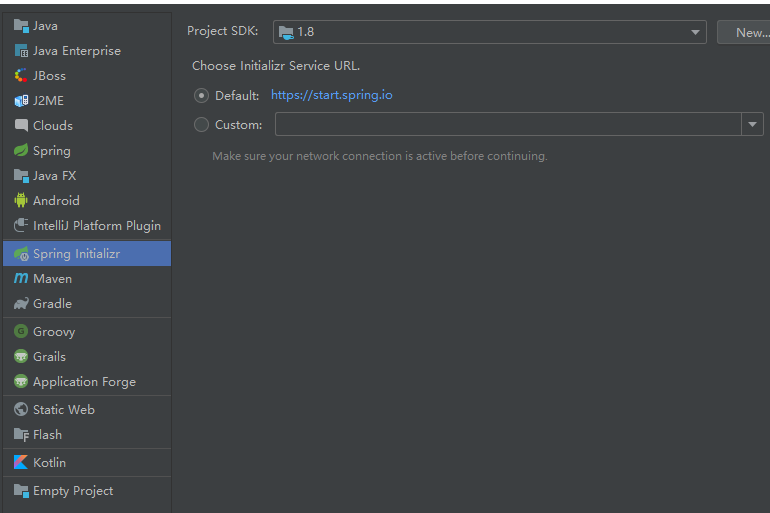 Java
Java Enterprise
JBoss
J2ME
Clouds
Spring
Java FX
Android
IntelliJ Platform Plugin
Spring Initializr
Maven
Gradle
Groovy
Grails
Application Forge
Static Web
Flash
Kotlin
Empty Project
Project SDK: 1.8 New...
Choose Initializr Service URL.
Default: https://start.spring.io
Custom:
Make sure your network connection is active before continuing.